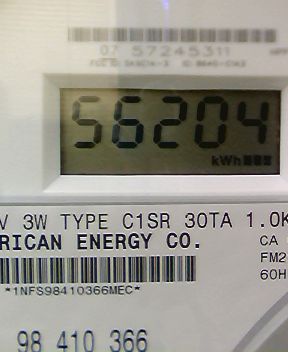 07 57245311
56204
kWh
V 3W TYPE C1SR 30TA 1.0K
RICAN ENERGY CO.
CA
FM2
60H
*1NFS98410366MEC*
98 410 366